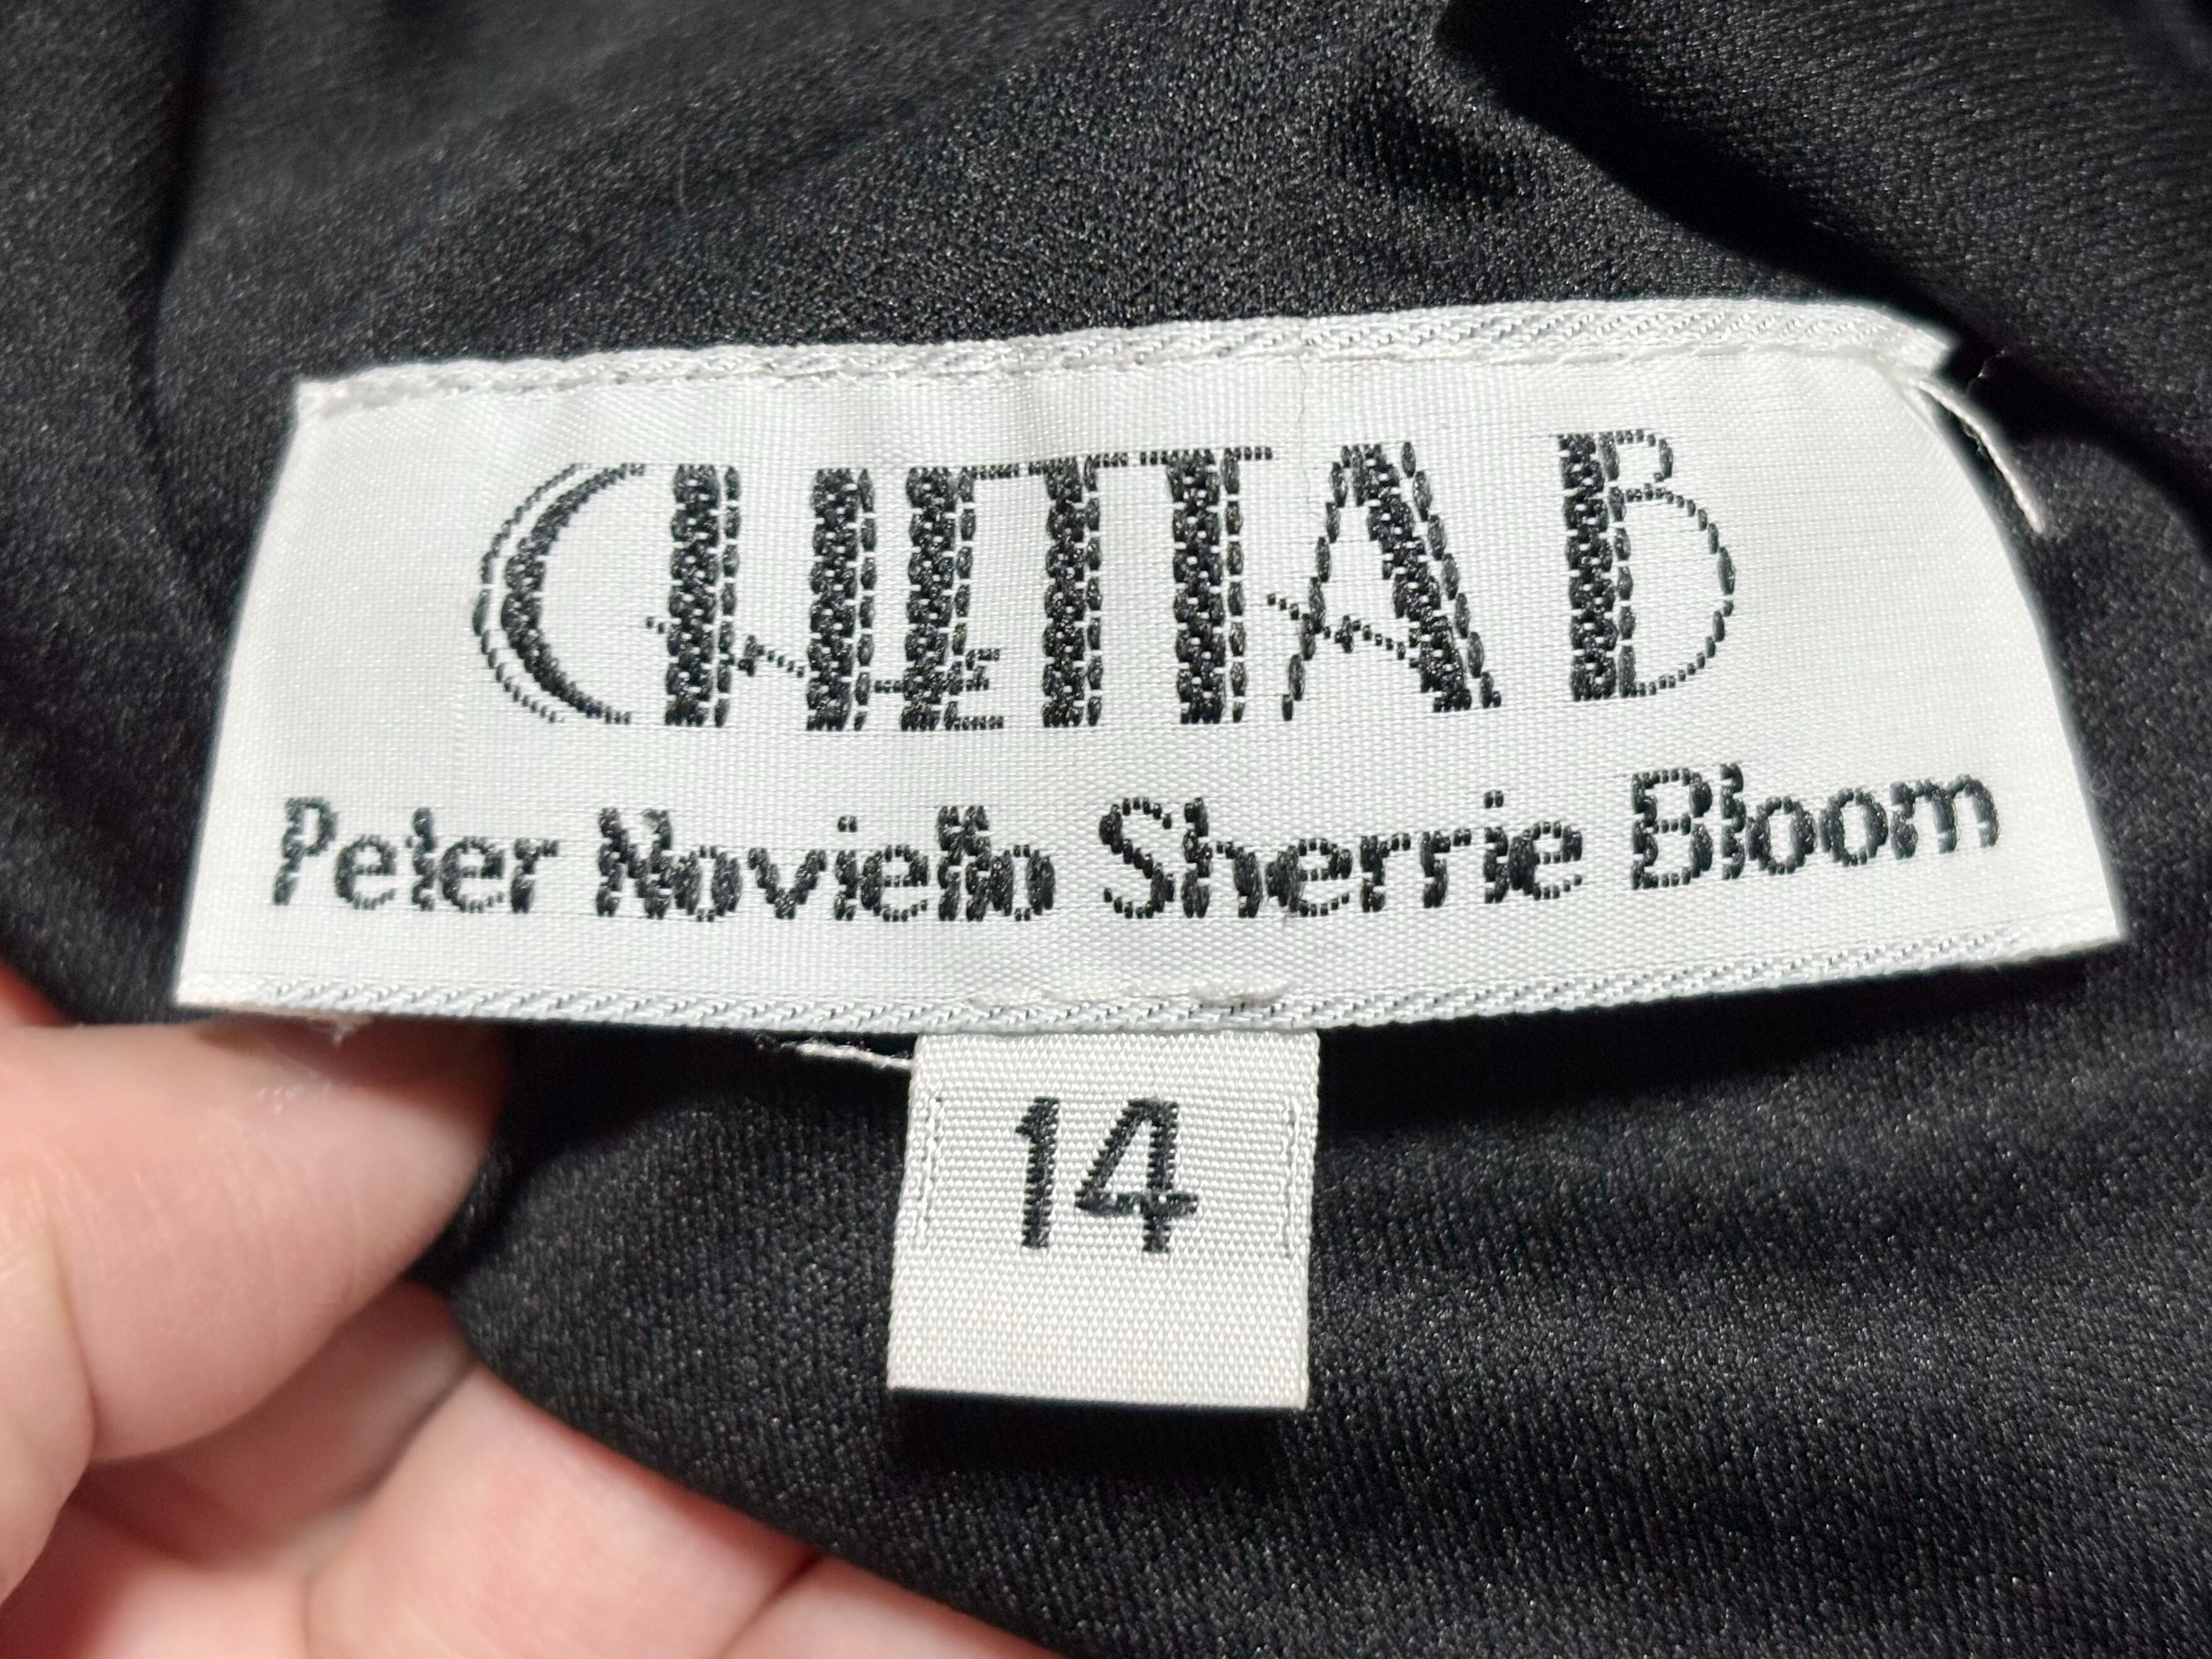 CHETTA B
Peter Noviello Sherrie Bloom
14